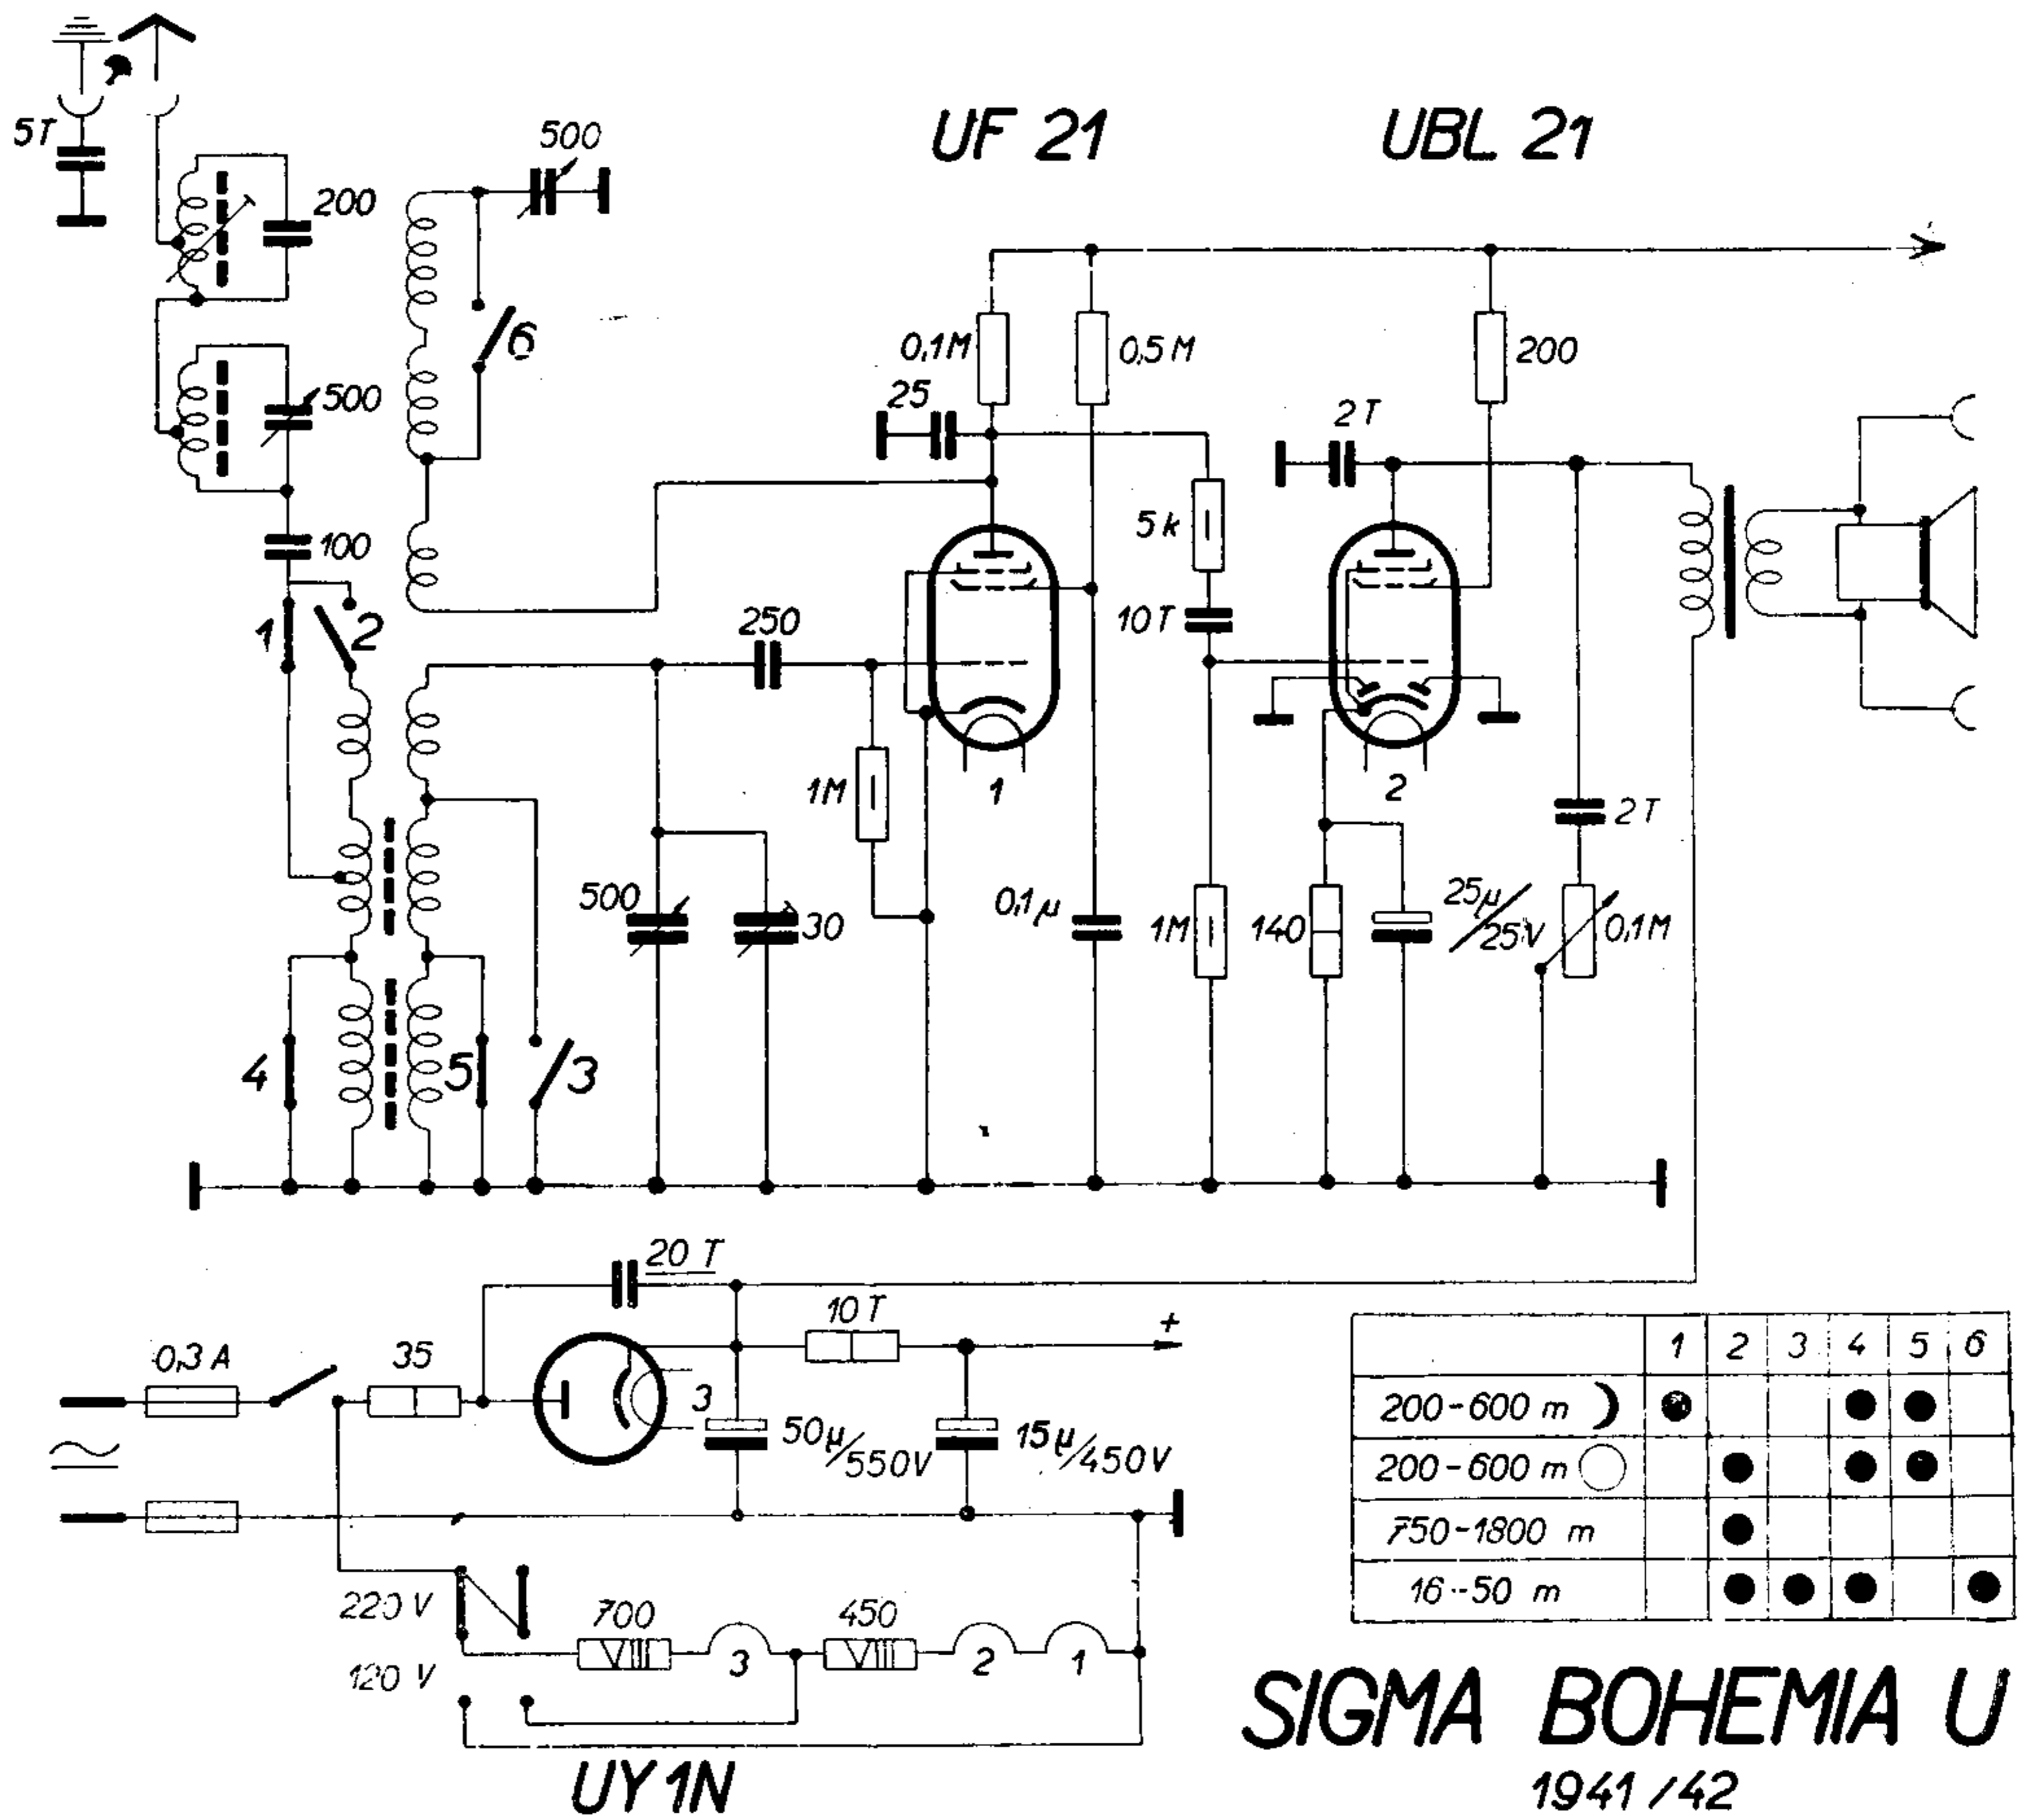 UF 21
UBL 21
5T
500
200
6
500
0,1M
0,5M
200
25
2T
100
5k
1
2
250
10T
1M
1
2
2T
500
30
0,1µ
1M
140
25µ/25V
0,1M
4
5
3
20T
10T
+
0,3A
35
3
50µ/550V
15µ/450V
220V
700
450
3
2
1
120V
1 2 3 4 5 6
200-600 m
200-600 m
750-1800 m
16--50 m
SIGMA BOHEMIA U
1941/42
UY1N